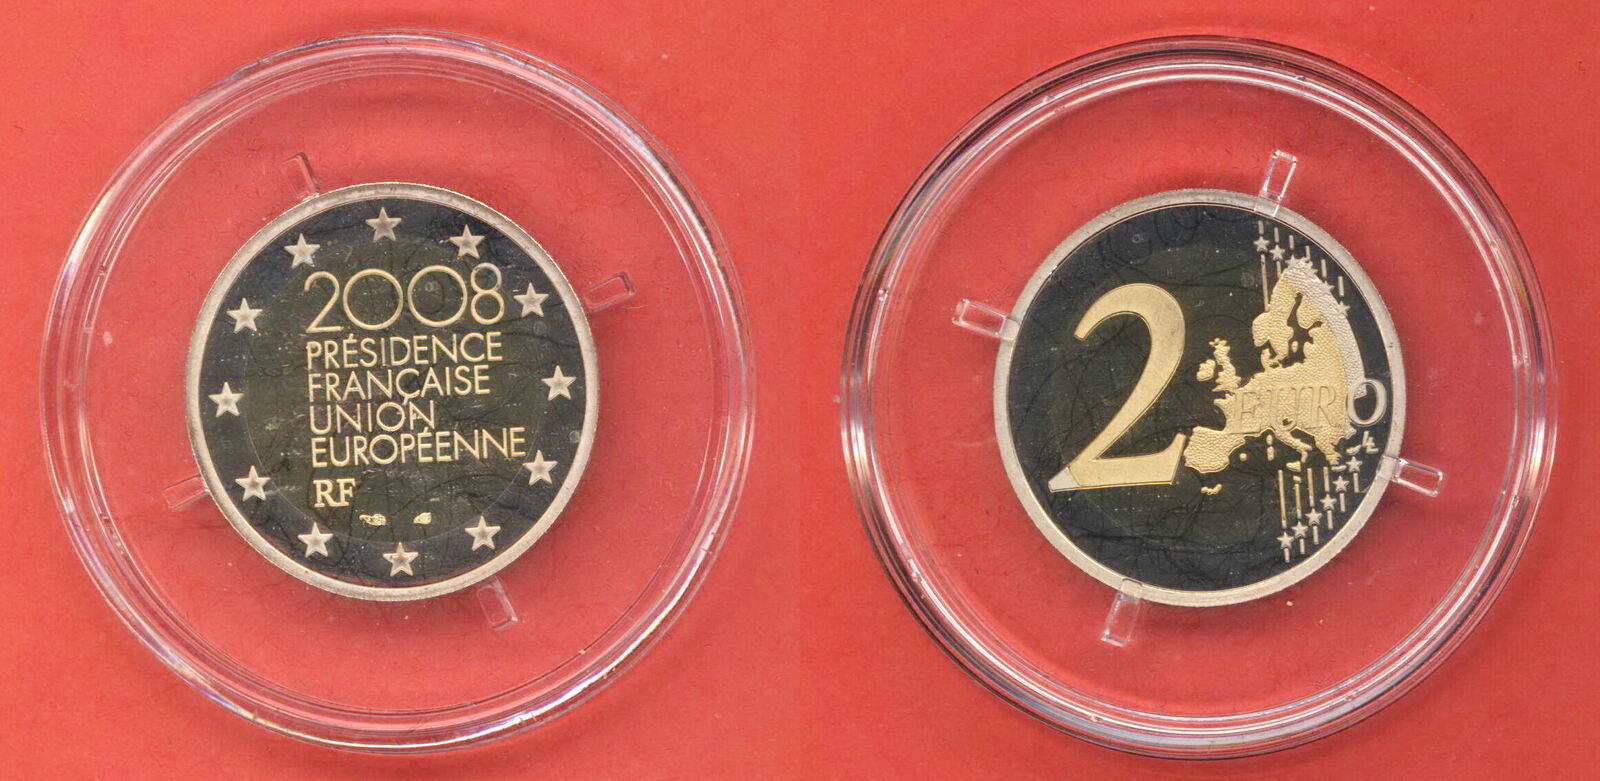 2008
PRÉSIDENCE
FRANÇAISE
UNION
EUROPÉENNE
RF
2 EURO